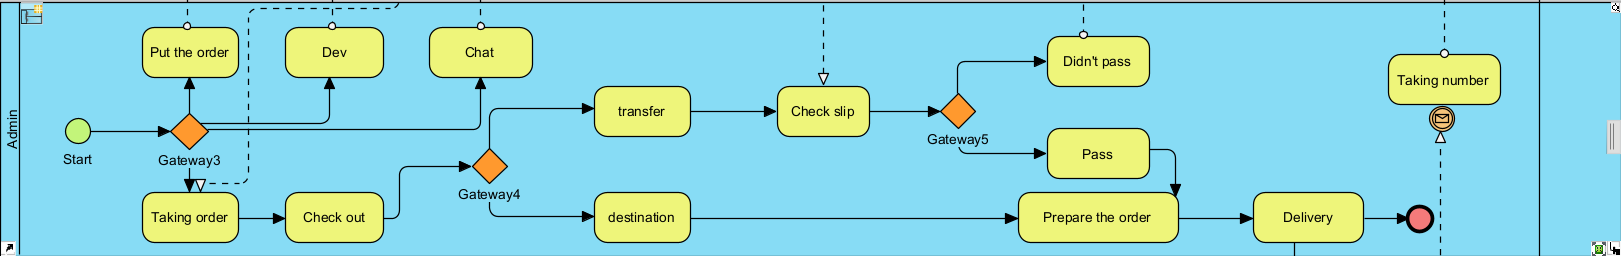 Admin
Put the order
Dev
Chat
Didn't pass
Taking number
transfer
Check slip
Start
Gateway3
Gateway5
Pass
Gateway4
Taking order
Check out
destination
Prepare the order
Delivery